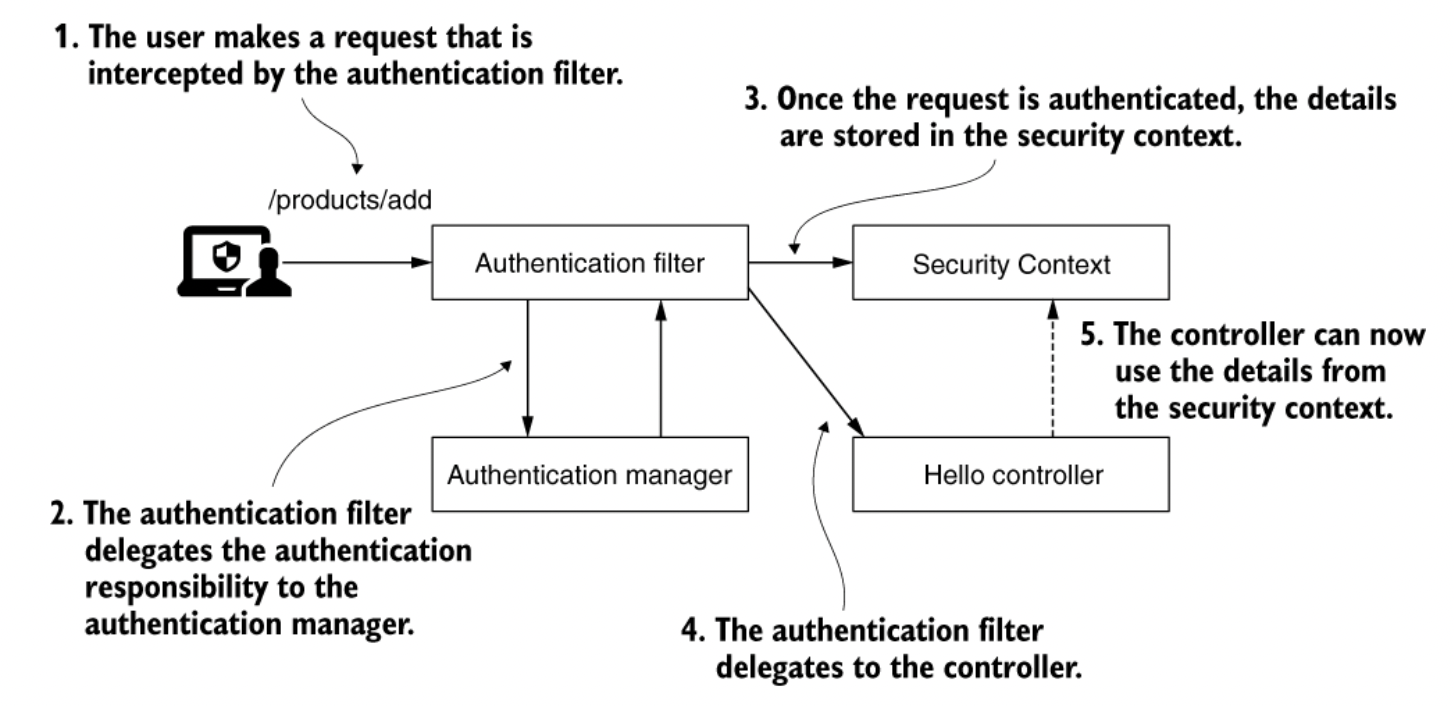 1. The user makes a request that is
intercepted by the authentication filter.
3. Once the request is authenticated, the details
are stored in the security context.
/products/add
Authentication filter
Security Context
5. The controller can now
use the details from
the security context.
Authentication manager
Hello controller
2. The authentication filter
delegates the authentication
responsibility to the
authentication manager.
4. The authentication filter
delegates to the controller.